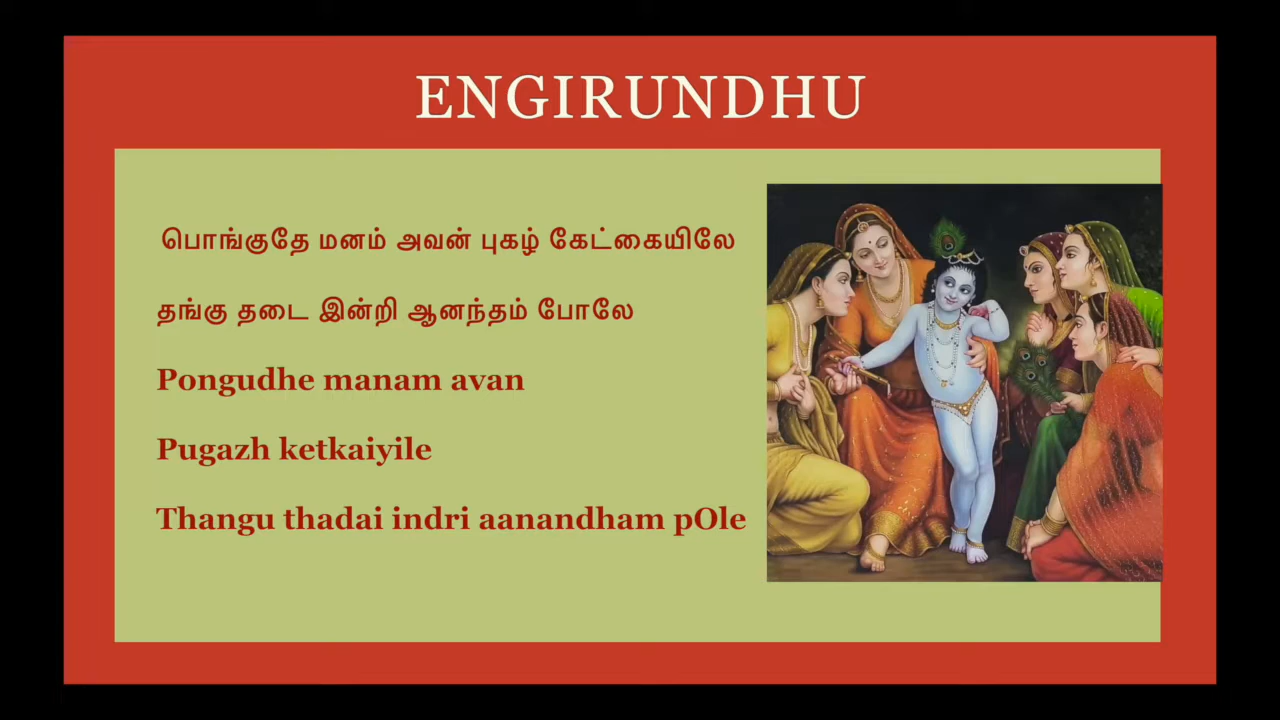 ENGIRUNDHU
பொங்குதே மனம் அவன் புகழ் கேட்கையிலே
தங்கு தடை இன்றி ஆனந்தம் போலே
Pongudhe manam avan
Pugazh ketkaiyile
Thangu thadai indri aanandham pOle